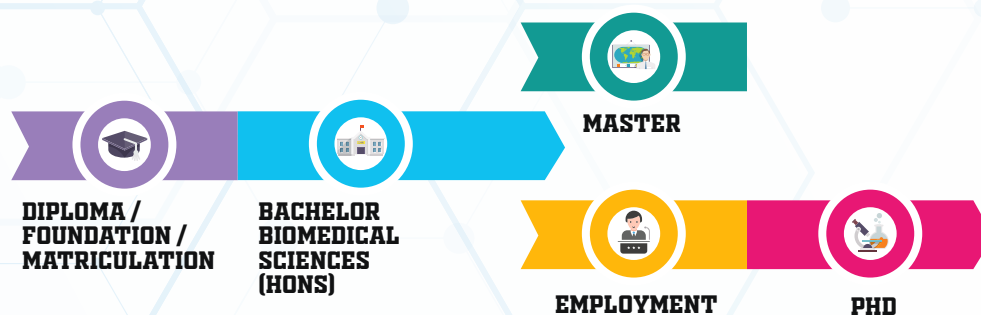 MASTER
DIPLOMA /
FOUNDATION /
MATRICULATION
BACHELOR
BIOMEDICAL
SCIENCES
(HONS)
EMPLOYMENT
PHD